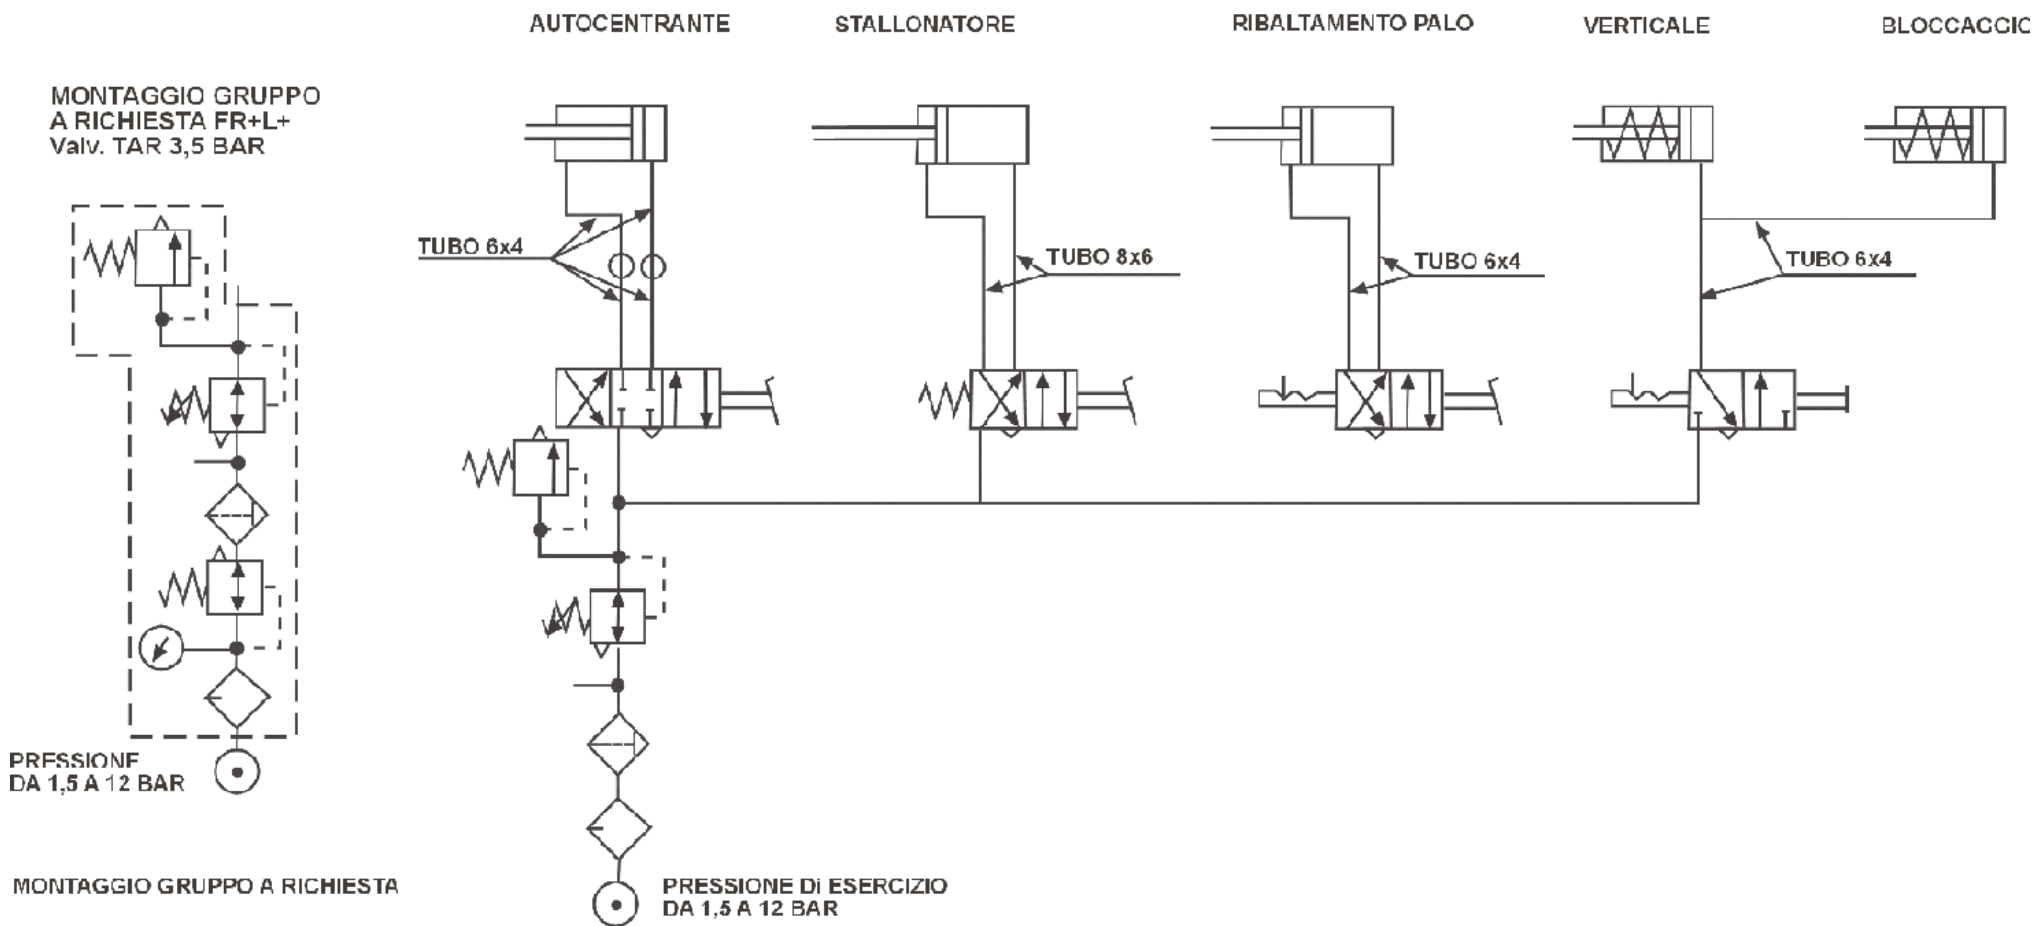 AUTOCENTRANTE
STALLONATORE
RIBALTAMENTO PALO
VERTICALE
BLOCCAGGIO
MONTAGGIO GRUPPO
A RICHIESTA FR+L+
Valv. TAR 3,5 BAR
TUBO 6x4
TUBO 8x6
TUBO 6x4
TUBO 6x4
PRESSIONE
DA 1,5 A 12 BAR
MONTAGGIO GRUPPO A RICHIESTA
PRESSIONE Di ESERCIZIO
DA 1,5 A 12 BAR